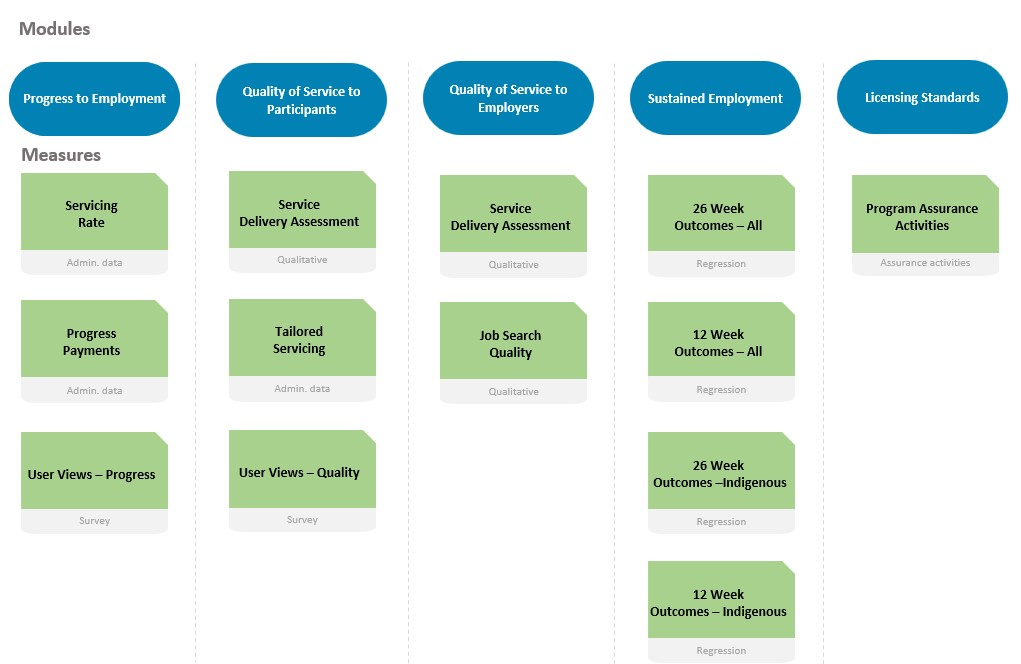 Modules
Progress to Employment
Quality of Service to
Participants
Quality of Service to
Employers
Sustained Employment
Licensing Standards
Measures
Servicing
Rate
Admin. data
Progress
Payments
Admin. data
User Views – Progress
Survey
Service
Delivery Assessment
Qualitative
Tailored
Servicing
Admin. data
User Views – Quality
Survey
Service
Delivery Assessment
Qualitative
Job Search
Quality
Qualitative
26 Week
Outcomes – All
Regression
12 Week
Outcomes – All
Regression
26 Week
Outcomes –Indigenous
Regression
12 Week
Outcomes – Indigenous
Regression
Program Assurance
Activities
Assurance activities